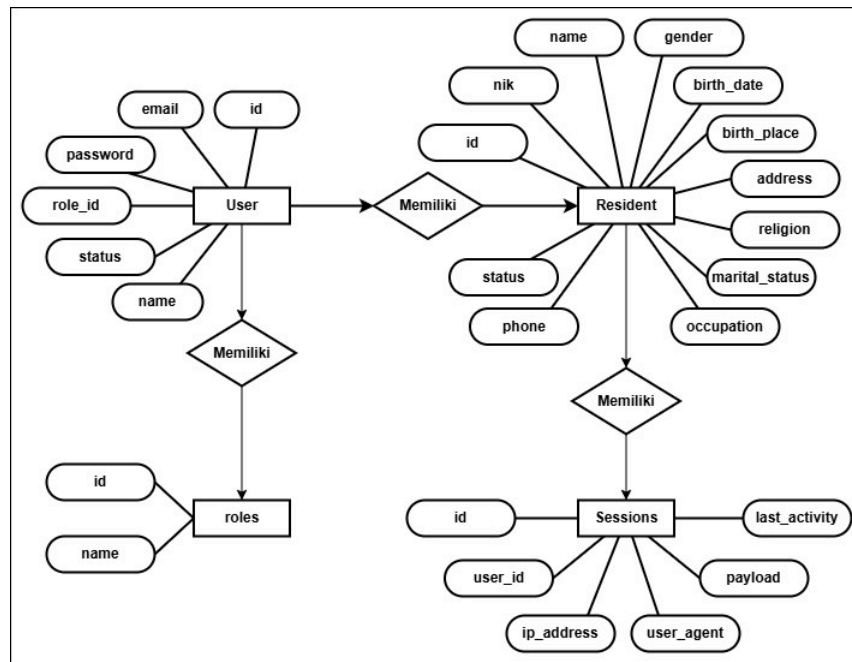 name
gender
nik
birth_date
email
id
birth_place
password
id
address
role_id
User
Memiliki
Resident
religion
status
status
marital_status
name
phone
occupation
Memiliki
Memiliki
id
roles
id
Sessions
last_activity
name
user_id
payload
ip_address
user_agent